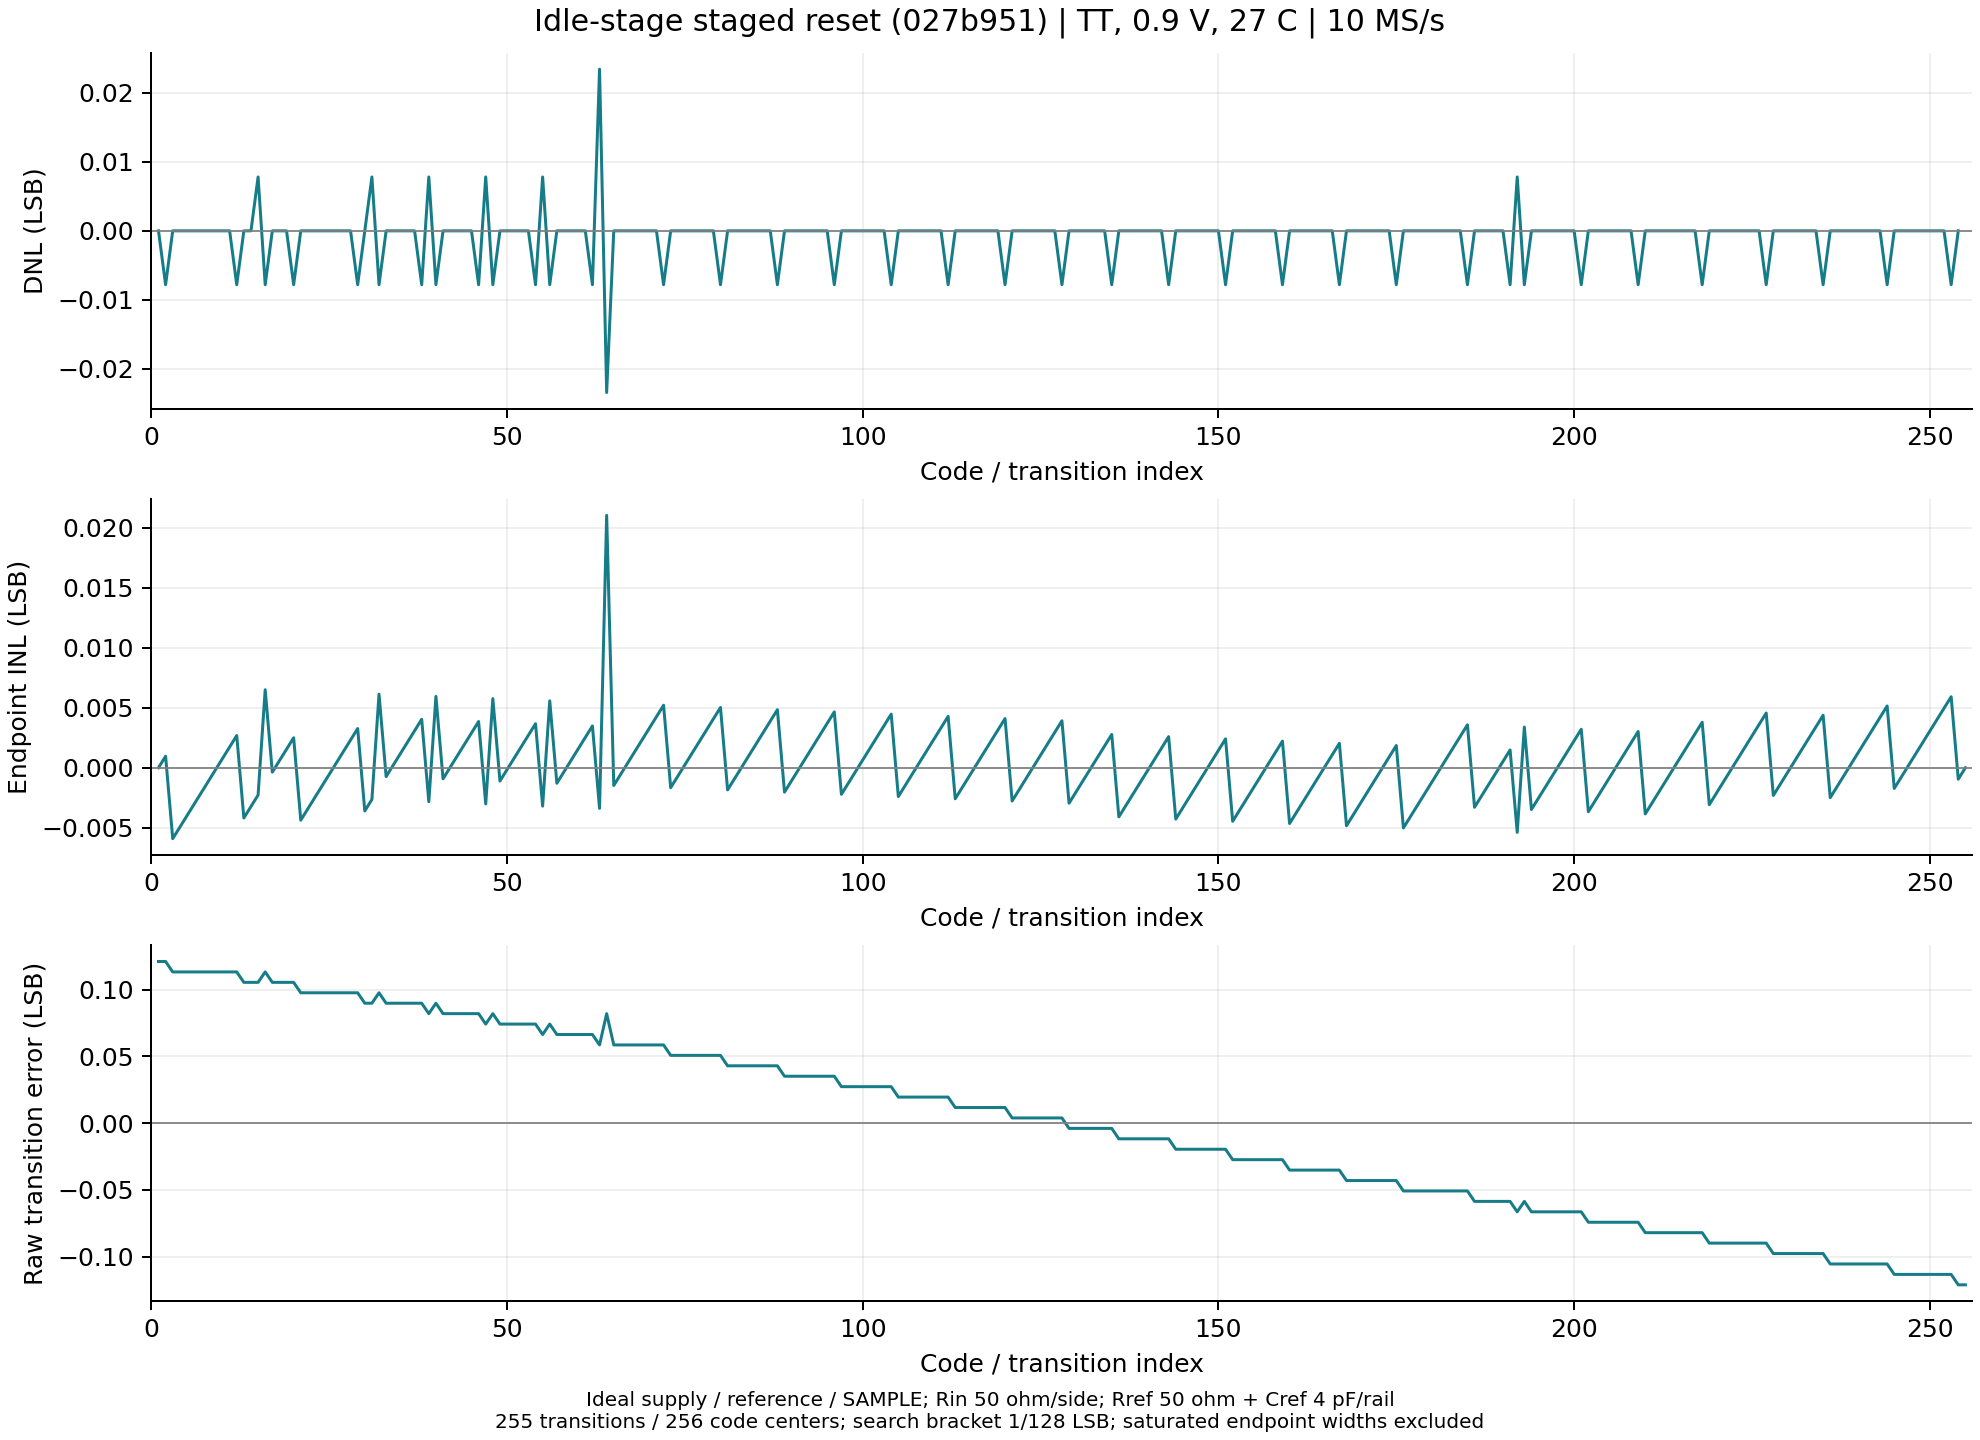 Idle-stage staged reset (027b951) | TT, 0.9 V, 27 C | 10 MS/s
DNL (LSB)
0.02
0.01
0.00
−0.01
−0.02
0 50 100 150 200 250
Code / transition index
Endpoint INL (LSB)
0.020
0.015
0.010
0.005
0.000
−0.005
0 50 100 150 200 250
Code / transition index
Raw transition error (LSB)
0.10
0.05
0.00
−0.05
−0.10
0 50 100 150 200 250
Code / transition index
Ideal supply / reference / SAMPLE; Rin 50 ohm/side; Rref 50 ohm + Cref 4 pF/rail
255 transitions / 256 code centers; search bracket 1/128 LSB; saturated endpoint widths excluded